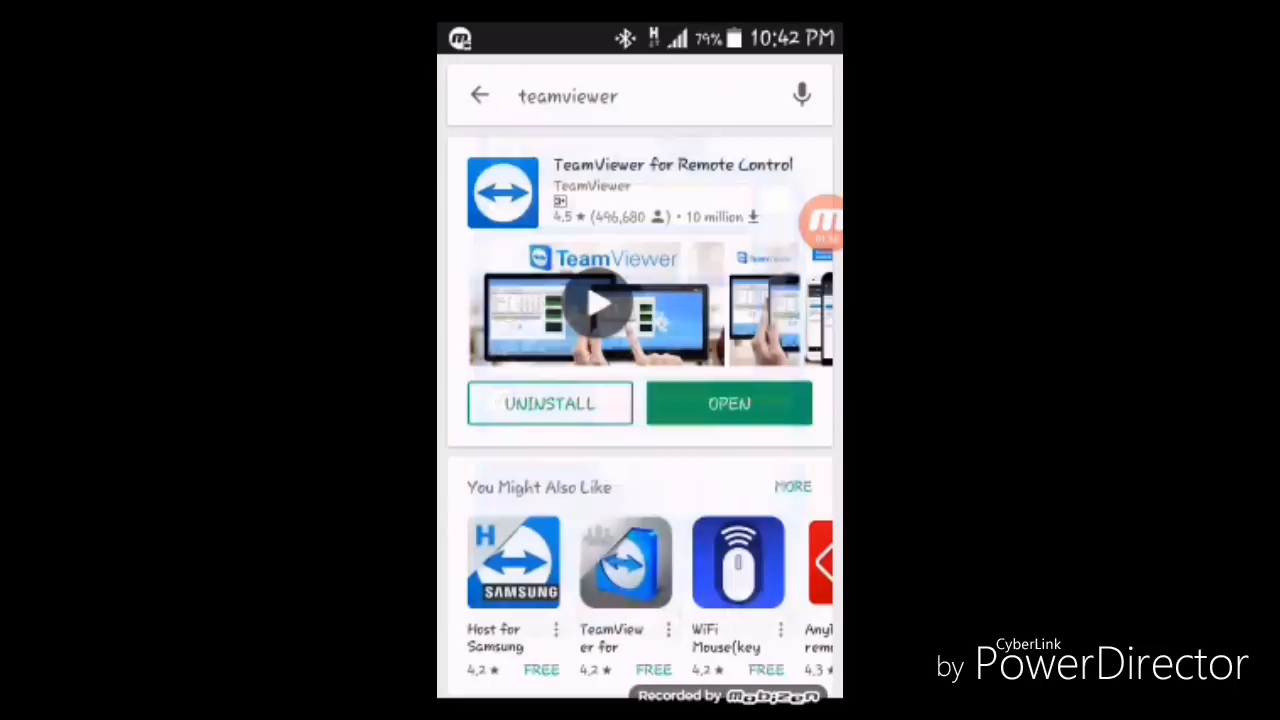 79% 10:42 PM
teamviewer
TeamViewer for Remote Control
TeamViewer
3+
4.5 ★ (496,680) • 10 million
TeamViewer
UNINSTALL
OPEN
You Might Also Like
MORE
H
SAMSUNG
Host for Samsung
4.2 ★ FREE
TeamViewer for
4.2 ★ FREE
WiFi Mouse(key
4.2 ★ FREE
4.3
Recorded by mobizen
CyberLink
by PowerDirector